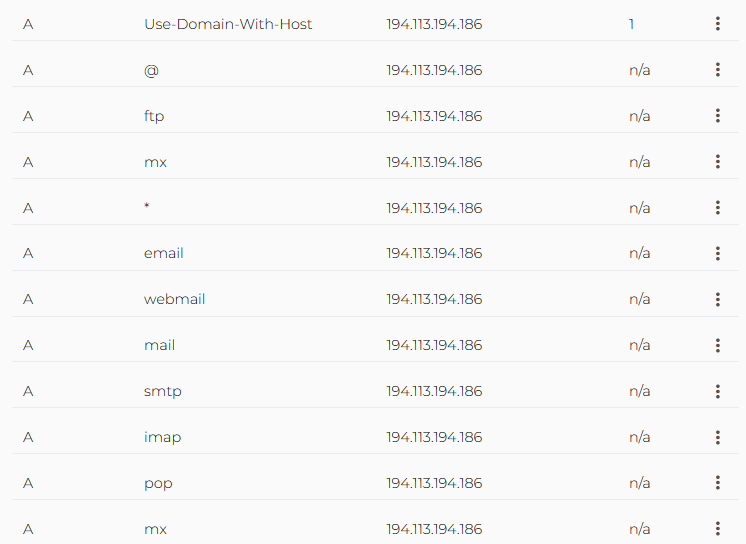 A Use-Domain-With-Host 194.113.194.186 1
A @ 194.113.194.186 n/a
A ftp 194.113.194.186 n/a
A mx 194.113.194.186 n/a
A * 194.113.194.186 n/a
A email 194.113.194.186 n/a
A webmail 194.113.194.186 n/a
A mail 194.113.194.186 n/a
A smtp 194.113.194.186 n/a
A imap 194.113.194.186 n/a
A pop 194.113.194.186 n/a
A mx 194.113.194.186 n/a